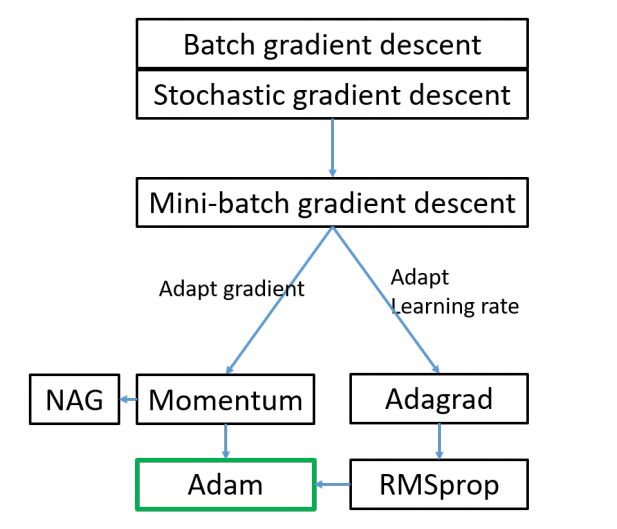 Batch gradient descent
Stochastic gradient descent
Mini-batch gradient descent
Adapt gradient
Adapt
Learning rate
NAG
Momentum
Adagrad
Adam
RMSprop